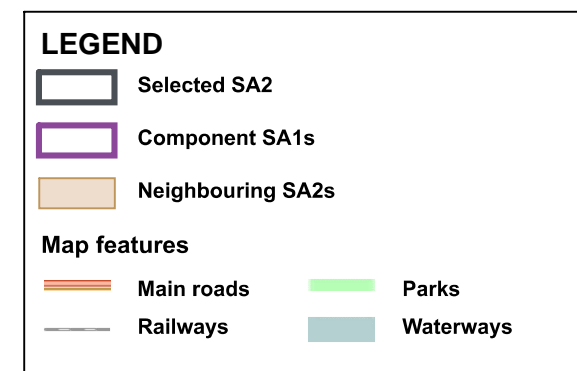 LEGEND
Selected SA2
Component SA1s
Neighbouring SA2s
Map features
Main roads
Parks
Railways
Waterways